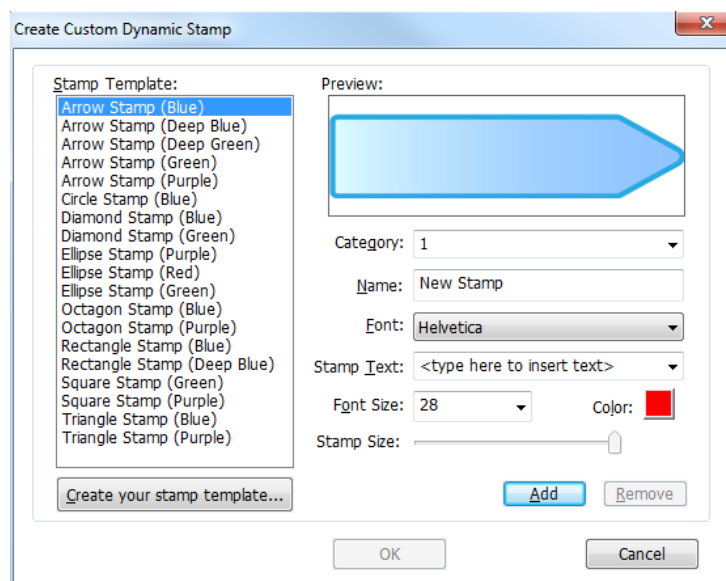 Create Custom Dynamic Stamp
Stamp Template:
Arrow Stamp (Blue)
Arrow Stamp (Deep Blue)
Arrow Stamp (Deep Green)
Arrow Stamp (Green)
Arrow Stamp (Purple)
Circle Stamp (Blue)
Diamond Stamp (Blue)
Diamond Stamp (Green)
Ellipse Stamp (Purple)
Ellipse Stamp (Red)
Ellipse Stamp (Green)
Octagon Stamp (Blue)
Octagon Stamp (Purple)
Rectangle Stamp (Blue)
Rectangle Stamp (Deep Blue)
Square Stamp (Green)
Square Stamp (Purple)
Triangle Stamp (Blue)
Triangle Stamp (Purple)
Create your stamp template...
Preview:
Category: 1
Name: New Stamp
Font: Helvetica
Stamp Text: <type here to insert text>
Font Size: 28 Color:
Stamp Size:
Add Remove
OK Cancel